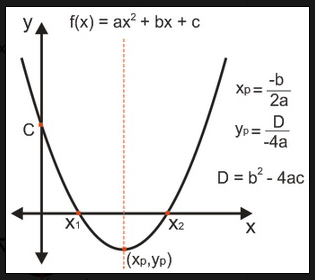 y
f(x) = ax² + bx + c
xp = -b/2a
yp = D/-4a
C
D = b² - 4ac
x₁
x₂
x
(xp,yp)